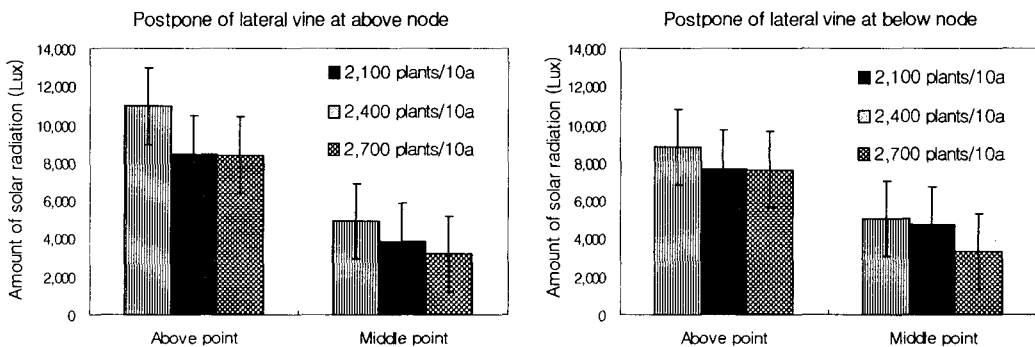 Postpone of lateral vine at above node
Amount of solar radiation (Lux)
14,000
12,000
10,000
8,000
6,000
4,000
2,000
0
2,100 plants/10a
2,400 plants/10a
2,700 plants/10a
Above point
Middle point
Postpone of lateral vine at below node
Amount of solar radiation (Lux)
14,000
12,000
10,000
8,000
6,000
4,000
2,000
0
2,100 plants/10a
2,400 plants/10a
2,700 plants/10a
Above point
Middle point